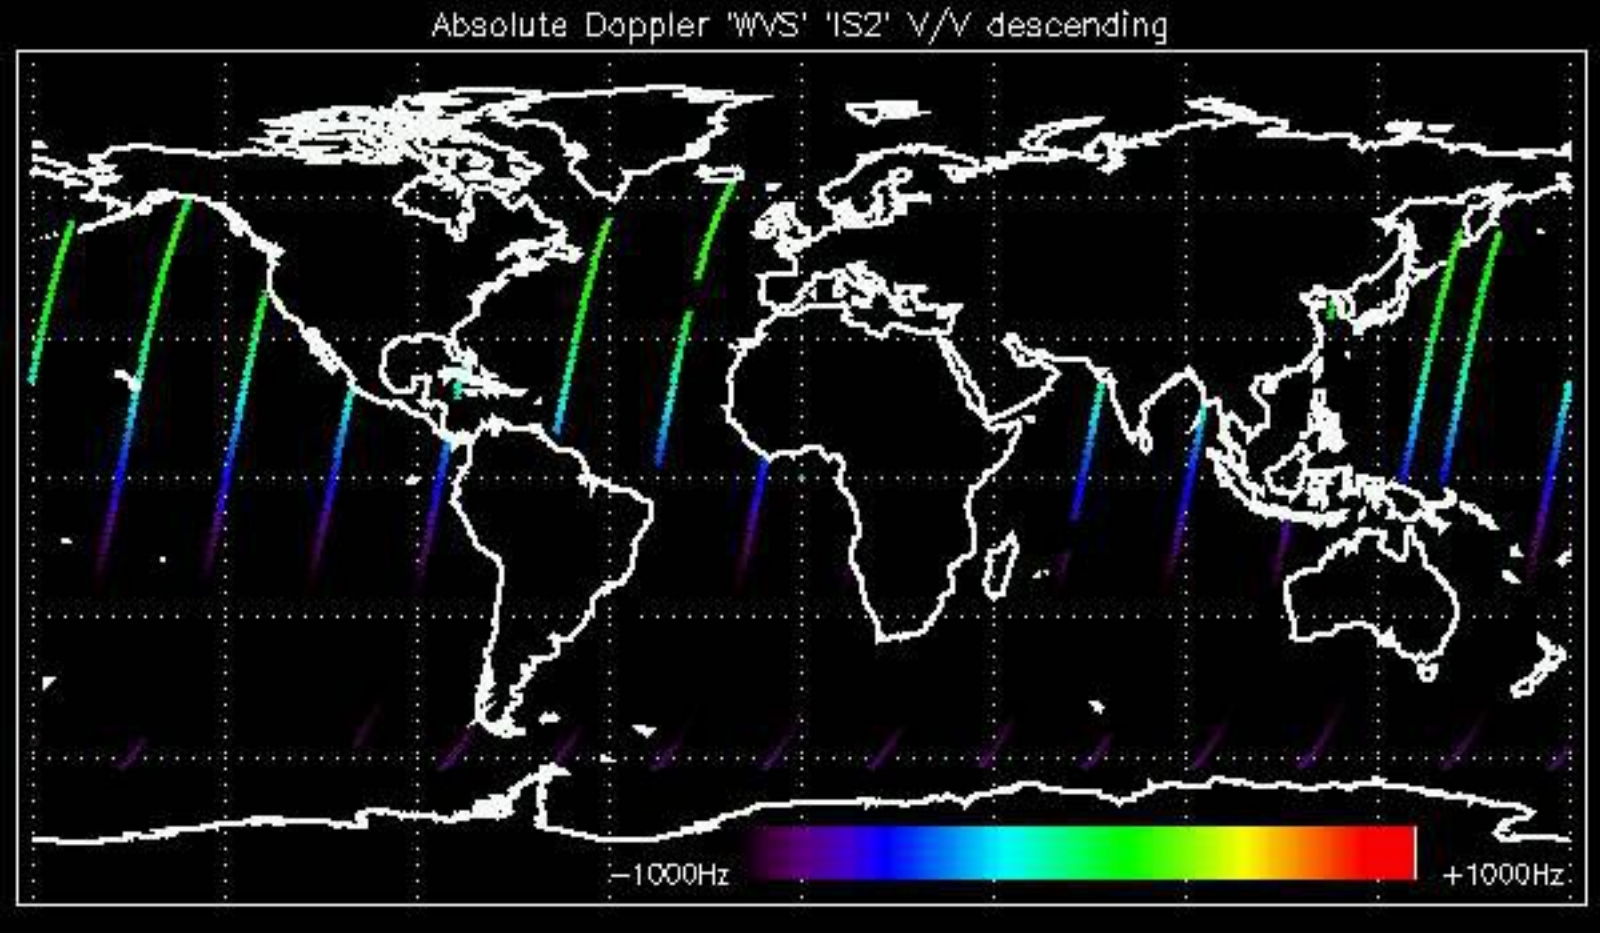 Absolute Doppler 'WVS' 'IS2' V/V descending
-1000Hz
+1000Hz